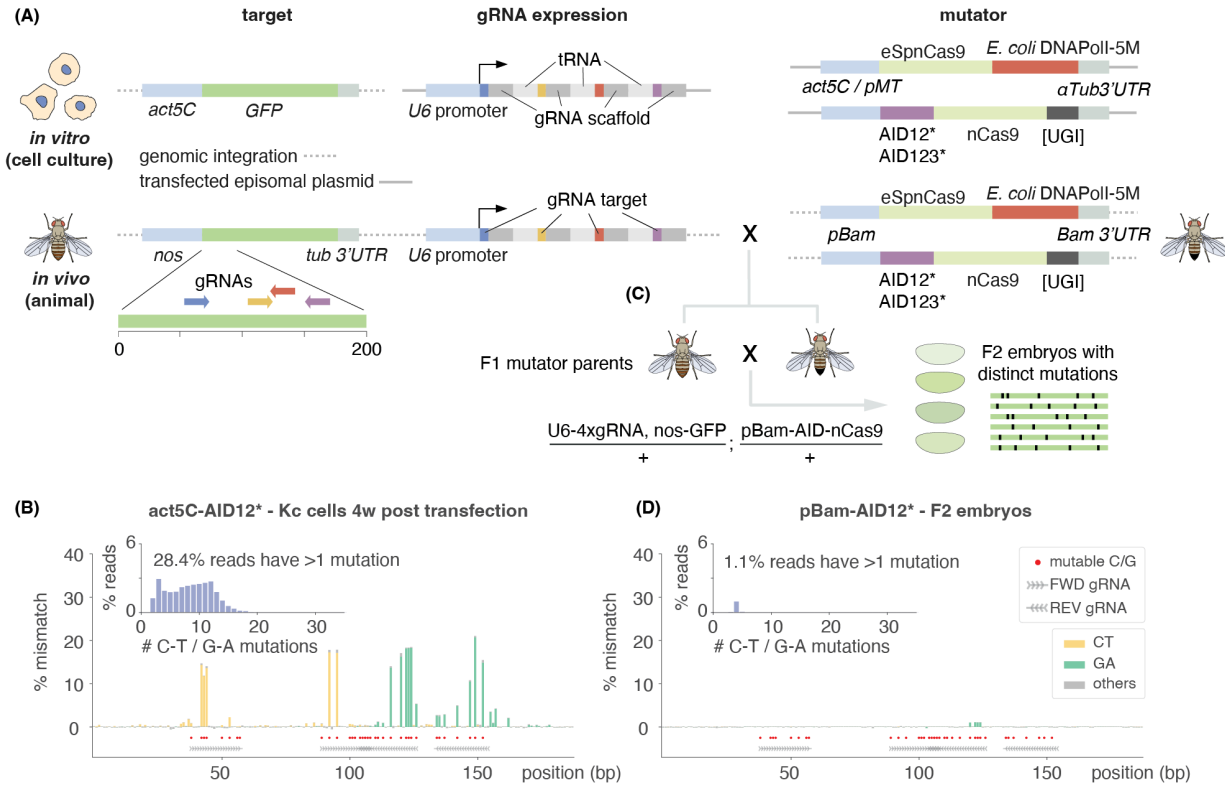 (A)
target
gRNA expression
mutator
eSpnCas9
E. coli DNAPolI-5M
tRNA
act5C
GFP
U6 promoter
gRNA scaffold
act5C / pMT
αTub3'UTR
AID12*
nCas9
[UGI]
AID123*
in vitro
(cell culture)
genomic integration
transfected episomal plasmid
gRNA target
eSpnCas9
E. coli DNAPolI-5M
X
nos
tub 3'UTR
U6 promoter
pBam
Bam 3'UTR
in vivo
(animal)
gRNAs
AID12*
nCas9
[UGI]
AID123*
0
200
(C)
F1 mutator parents
X
F2 embryos with
distinct mutations
U6-4xgRNA, nos-GFP
;
pBam-AID-nCas9
+
+
(B)
act5C-AID12* - Kc cells 4w post transfection
% mismatch
40
30
20
10
0
% reads
6
0
28.4% reads have >1 mutation
0
10
20
30
# C-T / G-A mutations
50
100
150
position (bp)
(D)
pBam-AID12* - F2 embryos
% mismatch
40
30
20
10
0
% reads
6
0
1.1% reads have >1 mutation
0
10
20
30
# C-T / G-A mutations
mutable C/G
FWD gRNA
REV gRNA
CT
GA
others
50
100
150
position (bp)